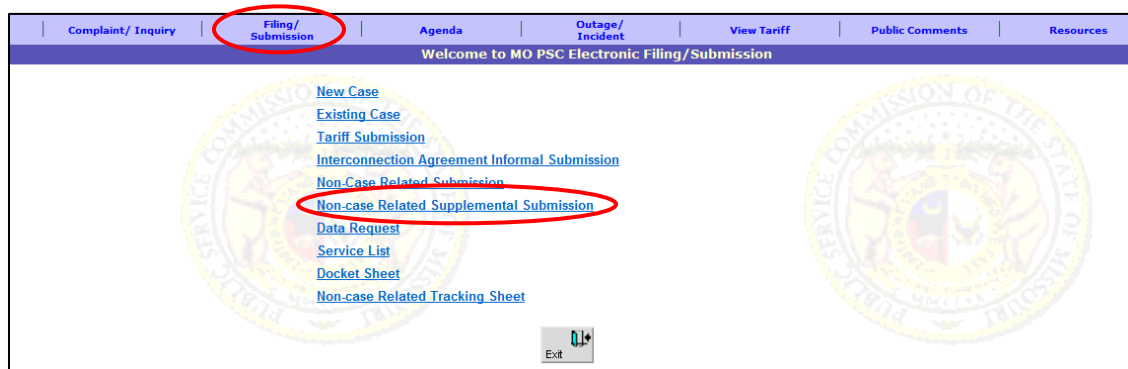 Complaint/ Inquiry Filing/ Submission Agenda Outage/ Incident View Tariff Public Comments Resources
Welcome to MO PSC Electronic Filing/Submission
New Case
Existing Case
Tariff Submission
Interconnection Agreement Informal Submission
Non-Case Related Submission
Non-case Related Supplemental Submission
Data Request
Service List
Docket Sheet
Non-case Related Tracking Sheet
Exit